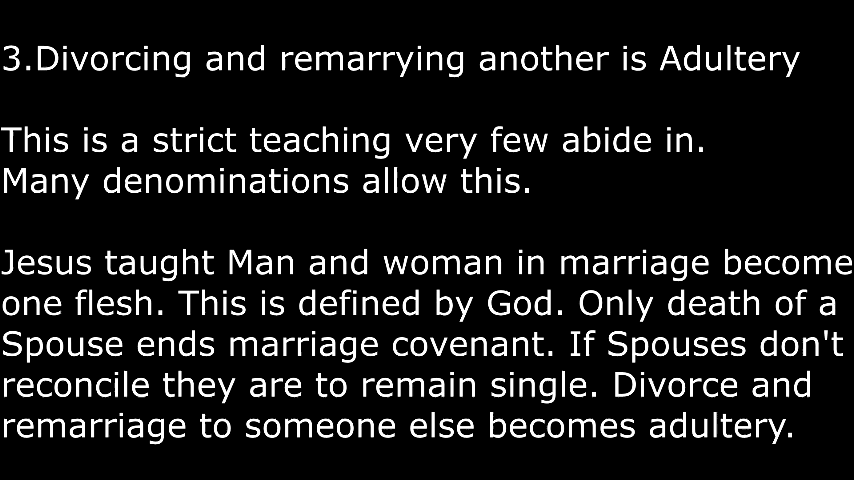 3.Divorcing and remarrying another is Adultery
This is a strict teaching very few abide in.
Many denominations allow this.
Jesus taught Man and woman in marriage become
one flesh. This is defined by God. Only death of a
Spouse ends marriage covenant. If Spouses don't
reconcile they are to remain single. Divorce and
remarriage to someone else becomes adultery.